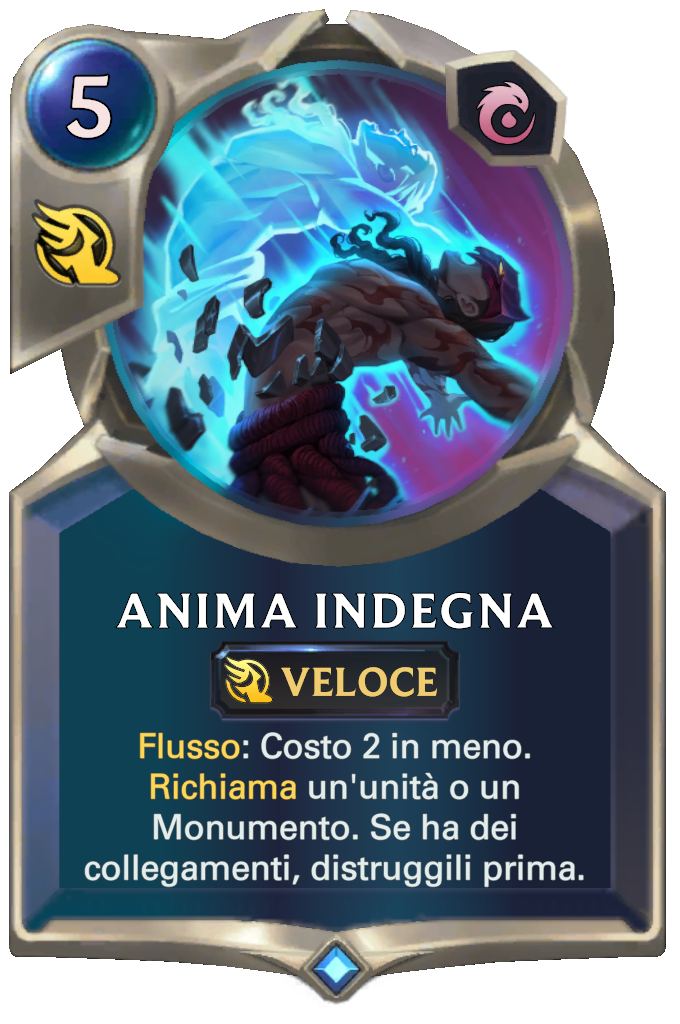 5
ANIMA INDEGNA
VELOCE
Flusso: Costo 2 in meno.
Richiama un'unità o un
Monumento. Se ha dei
collegamenti, distruggili prima.